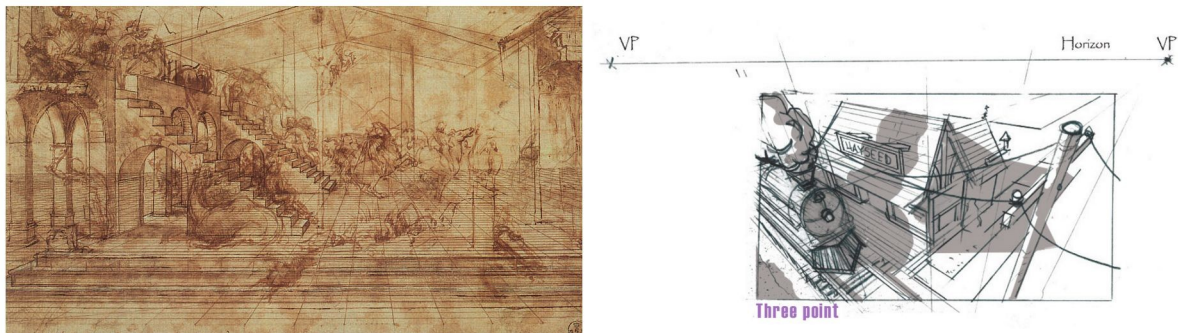 VP
Horizon
VP
HAYSEED
Three point